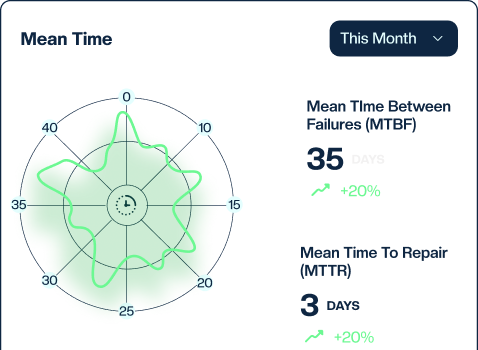 Mean Time
This Month
0
10
15
20
25
30
35
40
Mean TIme Between
Failures (MTBF)
35 DAYS
+20%
Mean Time To Repair
(MTTR)
3 DAYS
+20%